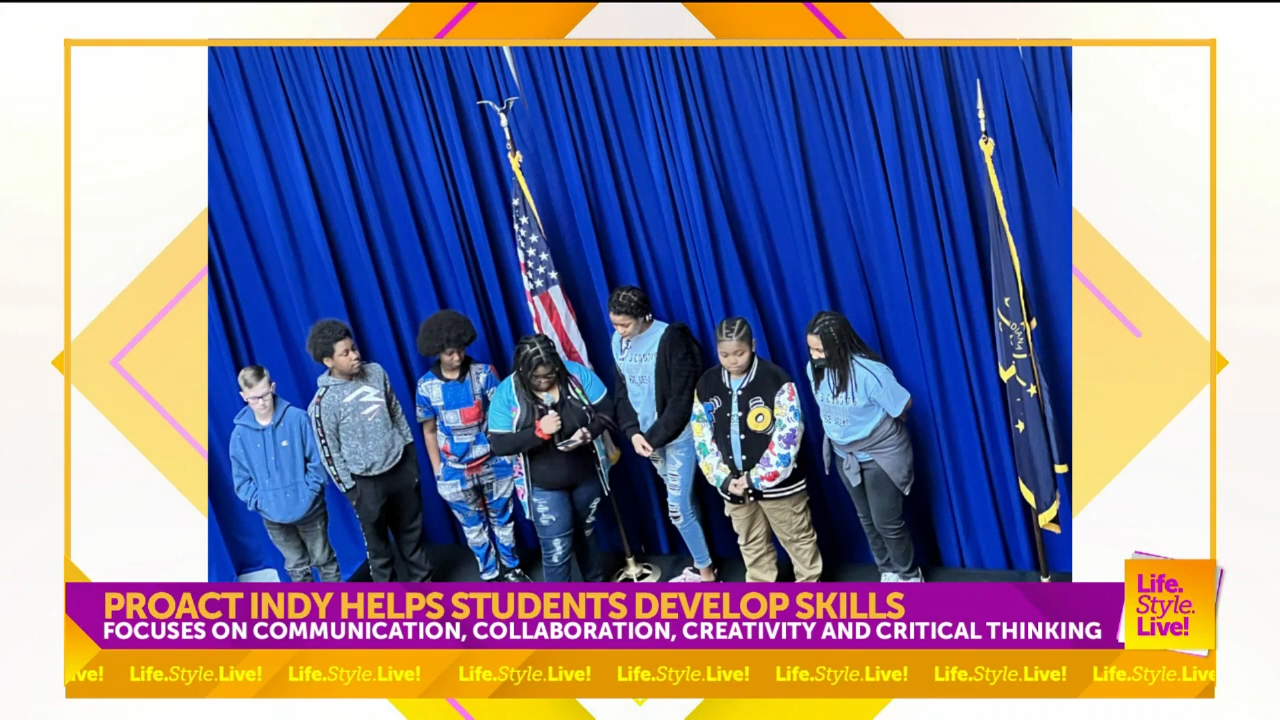 DIANA
PROACT INDY HELPS STUDENTS DEVELOP SKILLS
FOCUSES ON COMMUNICATION, COLLABORATION, CREATIVITY AND CRITICAL THINKING
Life.
Style.
Live!
ve! Life.Style.Live! Life.Style.Live! Life.Style.Live! Life.Style.Live! Life.Style.Live! Life.Style.Live! Life.Style.Live